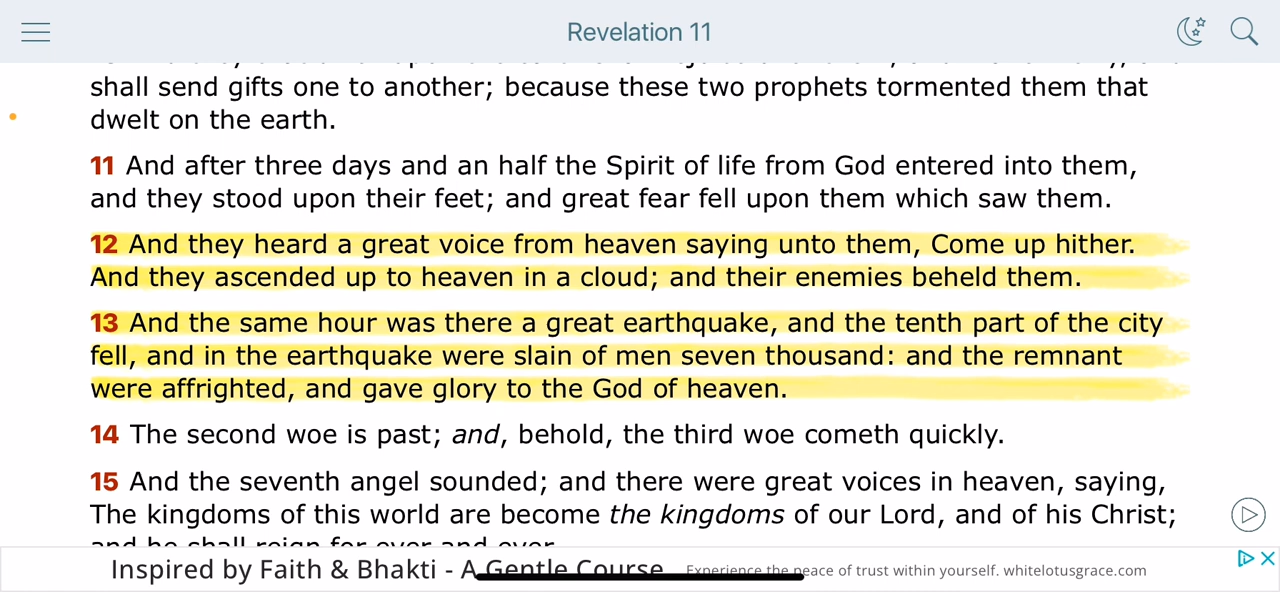 Revelation 11
shall send gifts one to another; because these two prophets tormented them that
dwelt on the earth.
11 And after three days and an half the Spirit of life from God entered into them,
and they stood upon their feet; and great fear fell upon them which saw them.
12 And they heard a great voice from heaven saying unto them, Come up hither.
And they ascended up to heaven in a cloud; and their enemies beheld them.
13 And the same hour was there a great earthquake, and the tenth part of the city
fell, and in the earthquake were slain of men seven thousand: and the remnant
were affrighted, and gave glory to the God of heaven.
14 The second woe is past; and, behold, the third woe cometh quickly.
15 And the seventh angel sounded; and there were great voices in heaven, saying,
The kingdoms of this world are become the kingdoms of our Lord, and of his Christ;
and he shall reign for ever and ever
Inspired by Faith & Bhakti - A Gentle Course Experience the peace of trust within yourself. whitelotusgrace.com